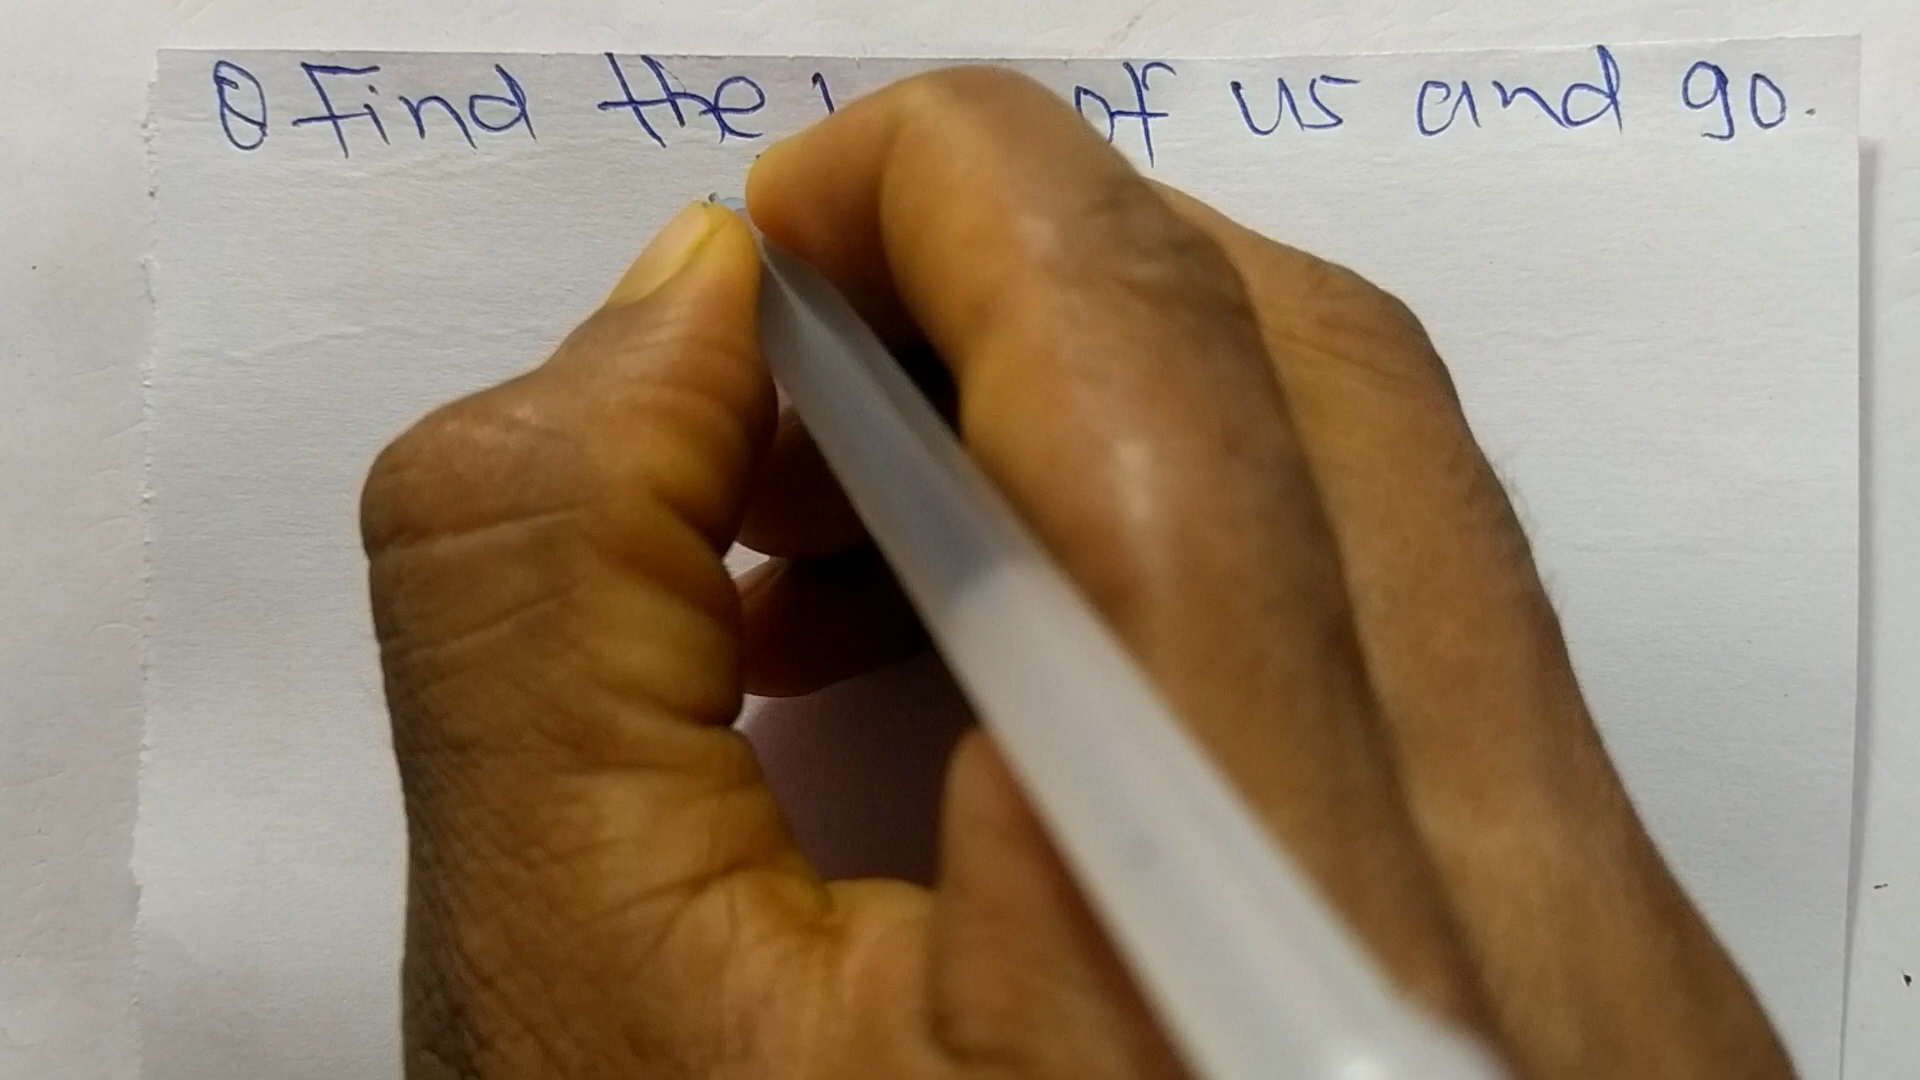 Q Find the of 45 and 90.